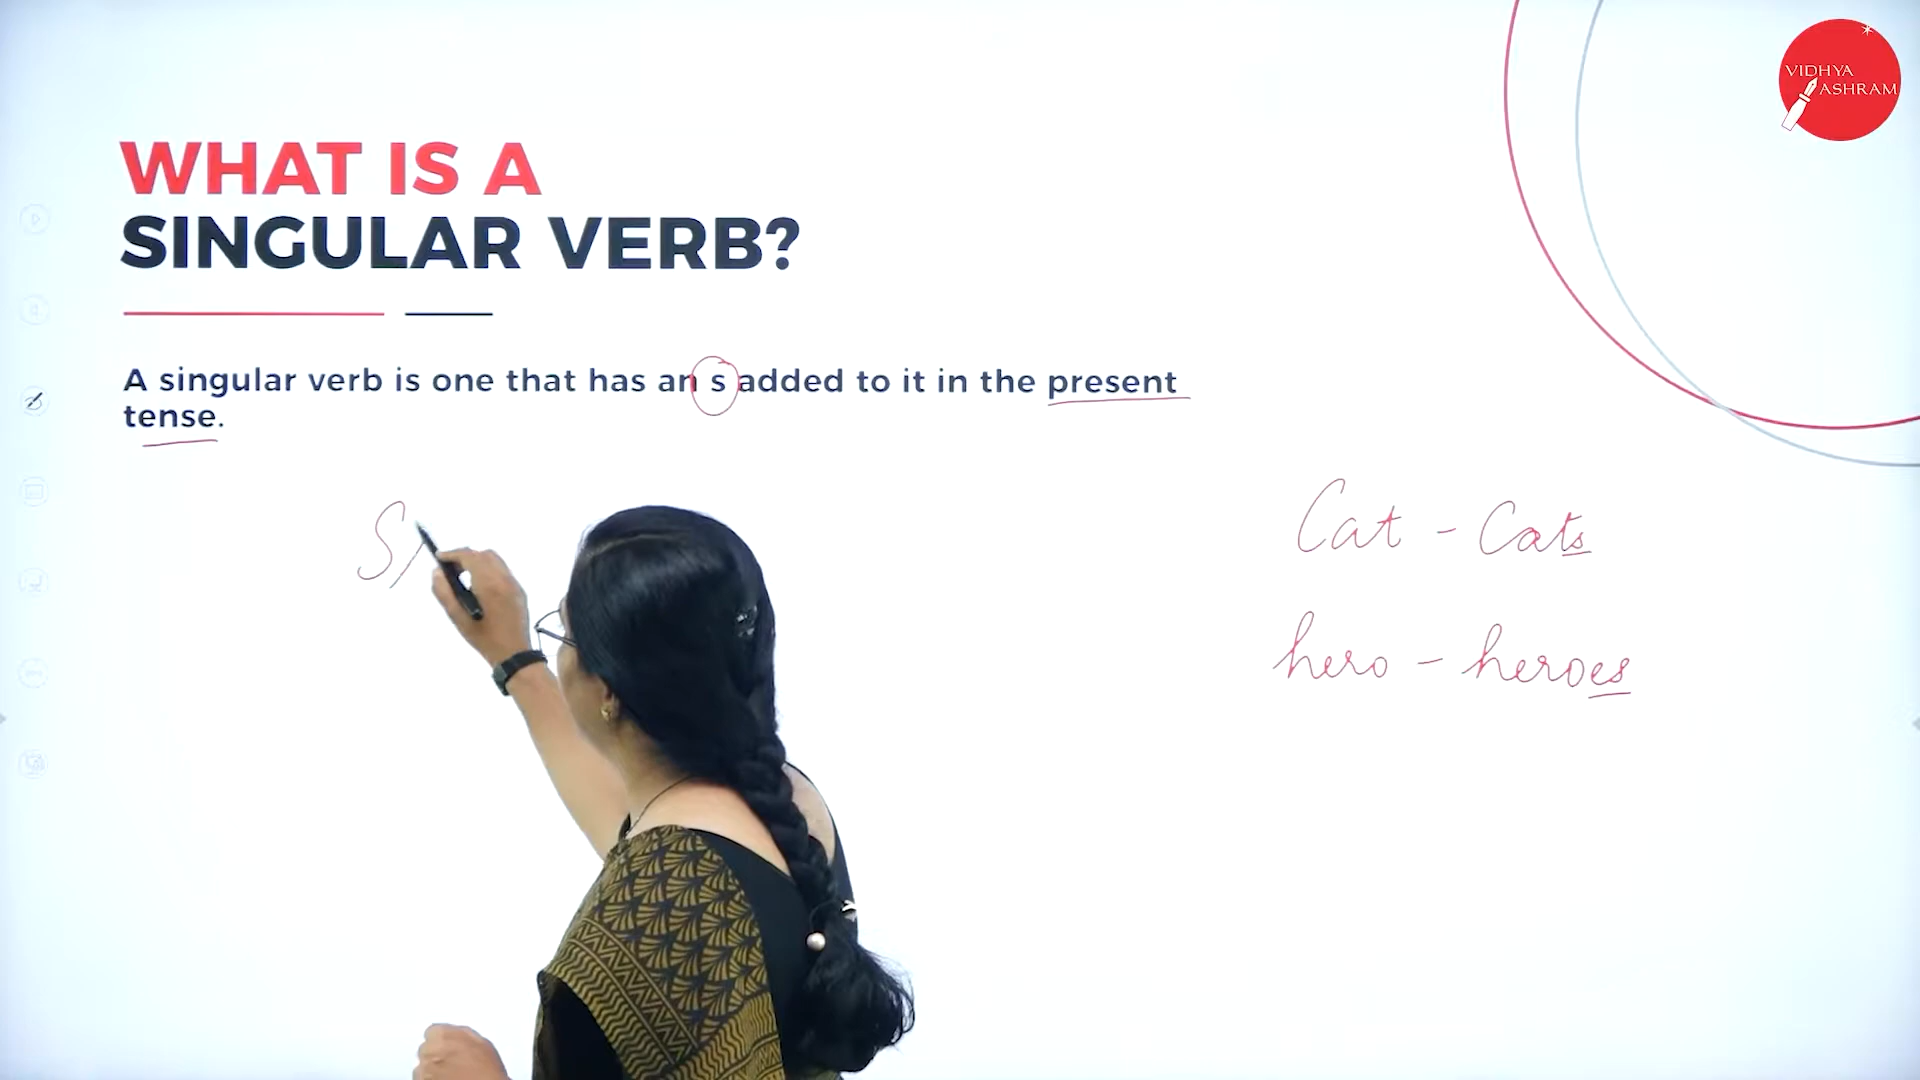 VIDHYA
ASHRAM
WHAT IS A
SINGULAR VERB?
A singular verb is one that has an s added to it in the present
tense.
Cat - Cats
hero - heroes